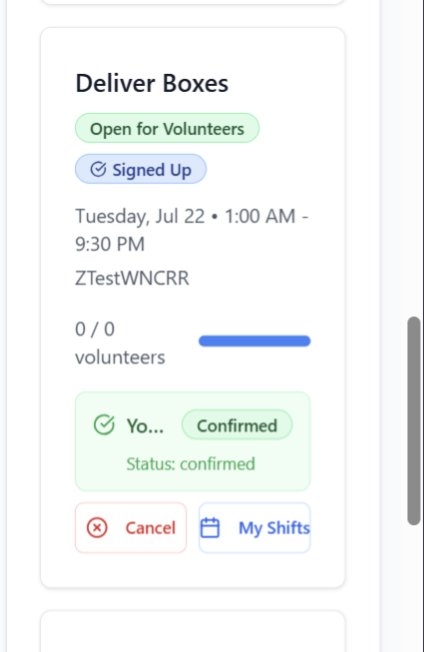 Deliver Boxes
Open for Volunteers
Signed Up
Tuesday, Jul 22 • 1:00 AM -
9:30 PM
ZTestWNCRR
0 / 0
volunteers
Yo... Confirmed
Status: confirmed
Cancel My Shifts